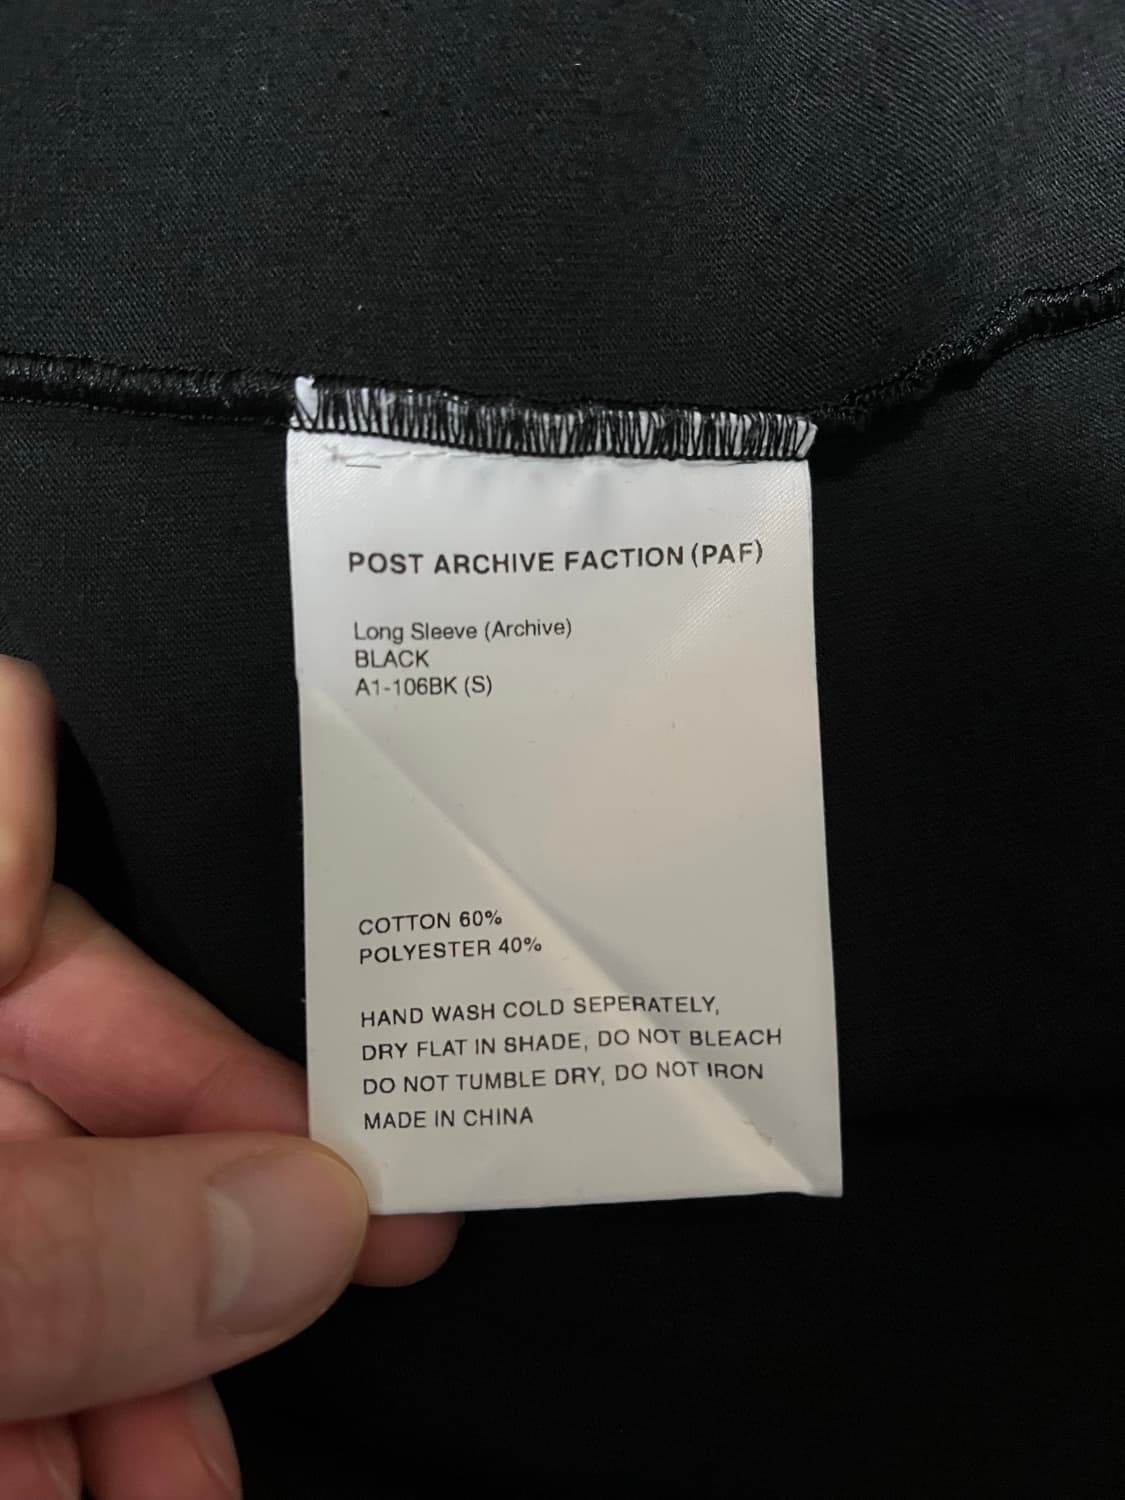 POST ARCHIVE FACTION (PAF)
Long Sleeve (Archive)
BLACK
A1-106BK (S)
COTTON 60%
POLYESTER 40%
HAND WASH COLD SEPERATELY,
DRY FLAT IN SHADE, DO NOT BLEACH
DO NOT TUMBLE DRY, DO NOT IRON
MADE IN CHINA